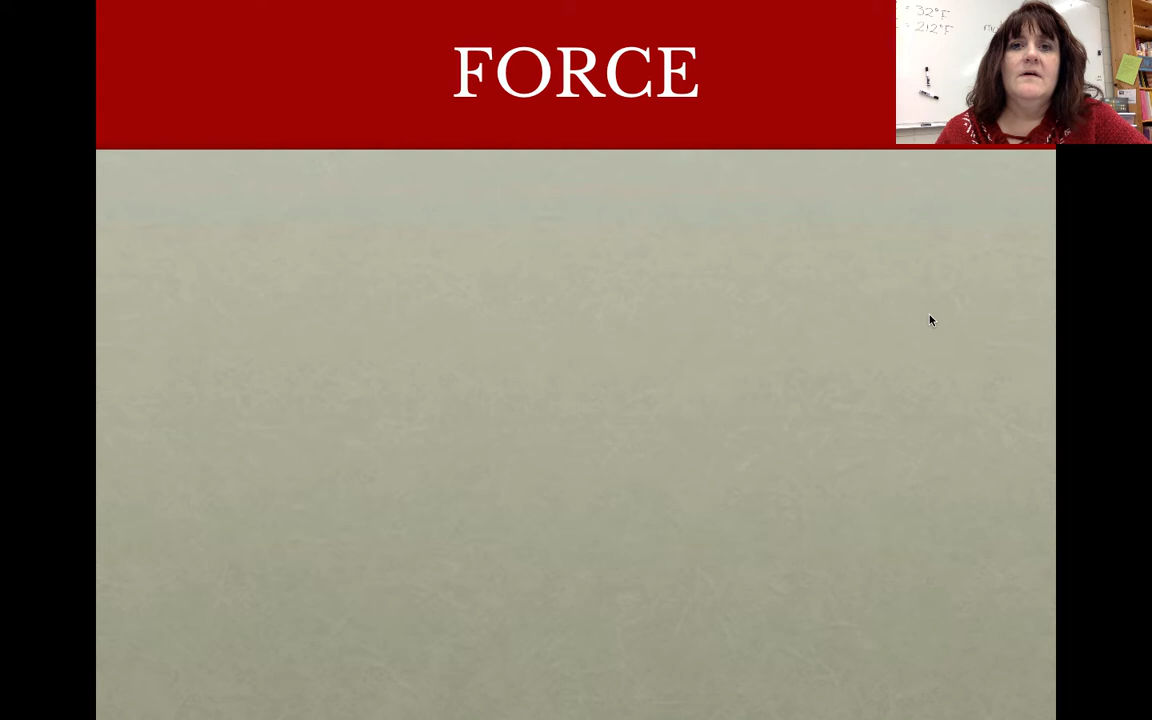 FORCE
= 32°F
= 212°F